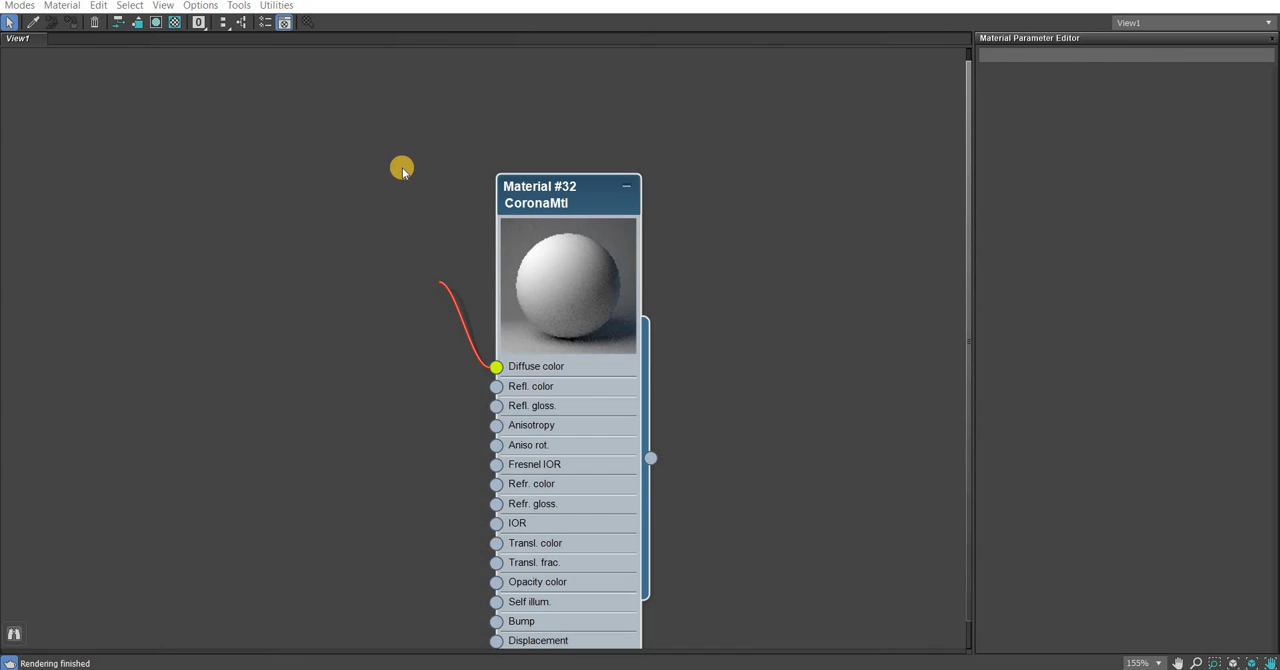 Modes Material Edit Select View Options Tools Utilities
0
View1
View1
Material Parameter Editor
Material #32
CoronaMtl
Diffuse color
Refl. color
Refl. gloss.
Anisotropy
Aniso rot.
Fresnel IOR
Refr. color
Refr. gloss.
IOR
Transl. color
Transl. frac.
Opacity color
Self illum.
Bump
Displacement
Rendering finished
155%